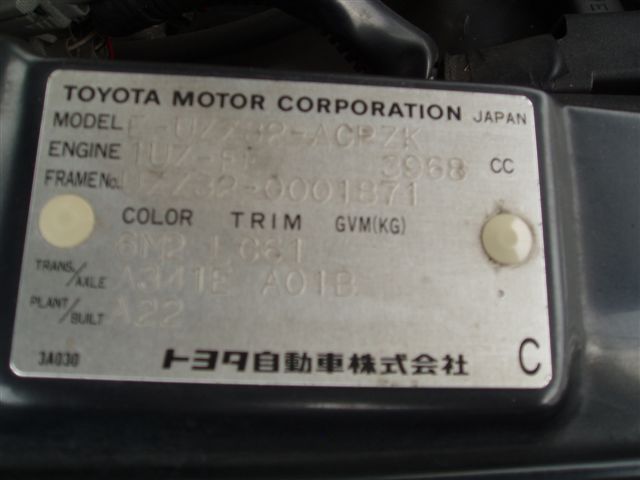 TOYOTA MOTOR CORPORATION JAPAN
MODEL E-UZZ32-ACPZK
ENGINE 1UZ-FE 3968 CC
FRAME No. UZZ32-0001871
COLOR TRIM GVM(KG)
6M2 LC61
TRANS/AXLE A341E A01B
PLANT/BUILT A22
3A030 トヨタ自動車株式会社 C